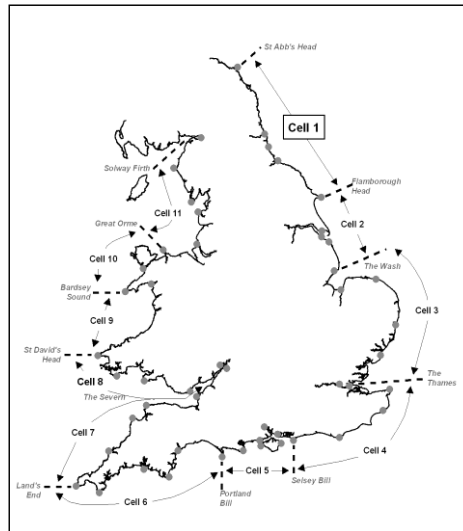 St Abb's Head
Cell 1
Solway Firth
Flamborough
Head
Cell 11
Great Orme
Cell 2
Cell 10
The Wash
Bardsey
Sound
Cell 3
Cell 9
St David's
Head
The
Thames
Cell 8
The Severn
Cell 7
Cell 4
Cell 5
Land's
End
Cell 6
Selsey Bill
Portland
Bill